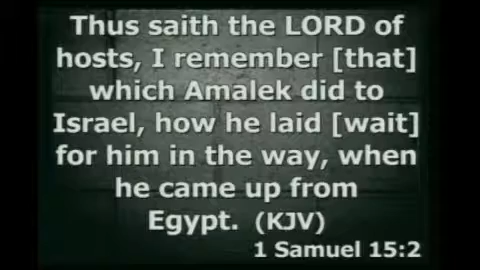 Thus saith the LORD of
hosts, I remember [that]
which Amalek did to
Israel, how he laid [wait]
for him in the way, when
he came up from
Egypt. (KJV)
1 Samuel 15:2